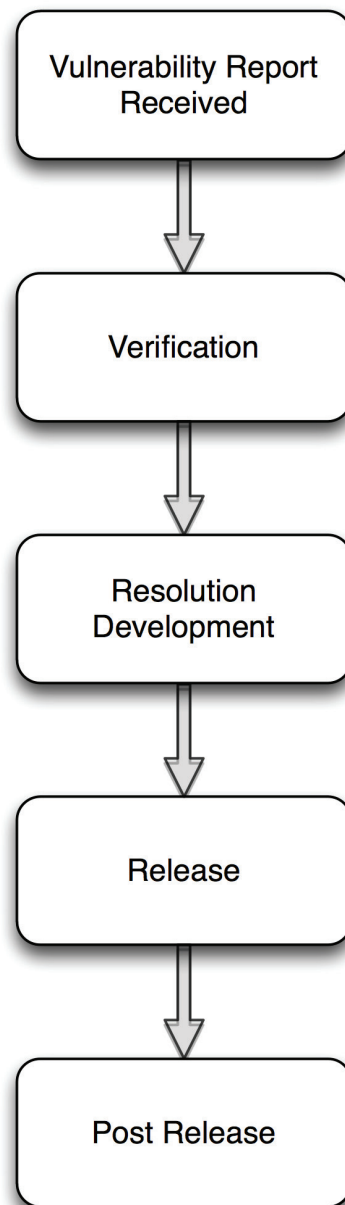 Vulnerability Report
Received
Verification
Resolution
Development
Release
Post Release